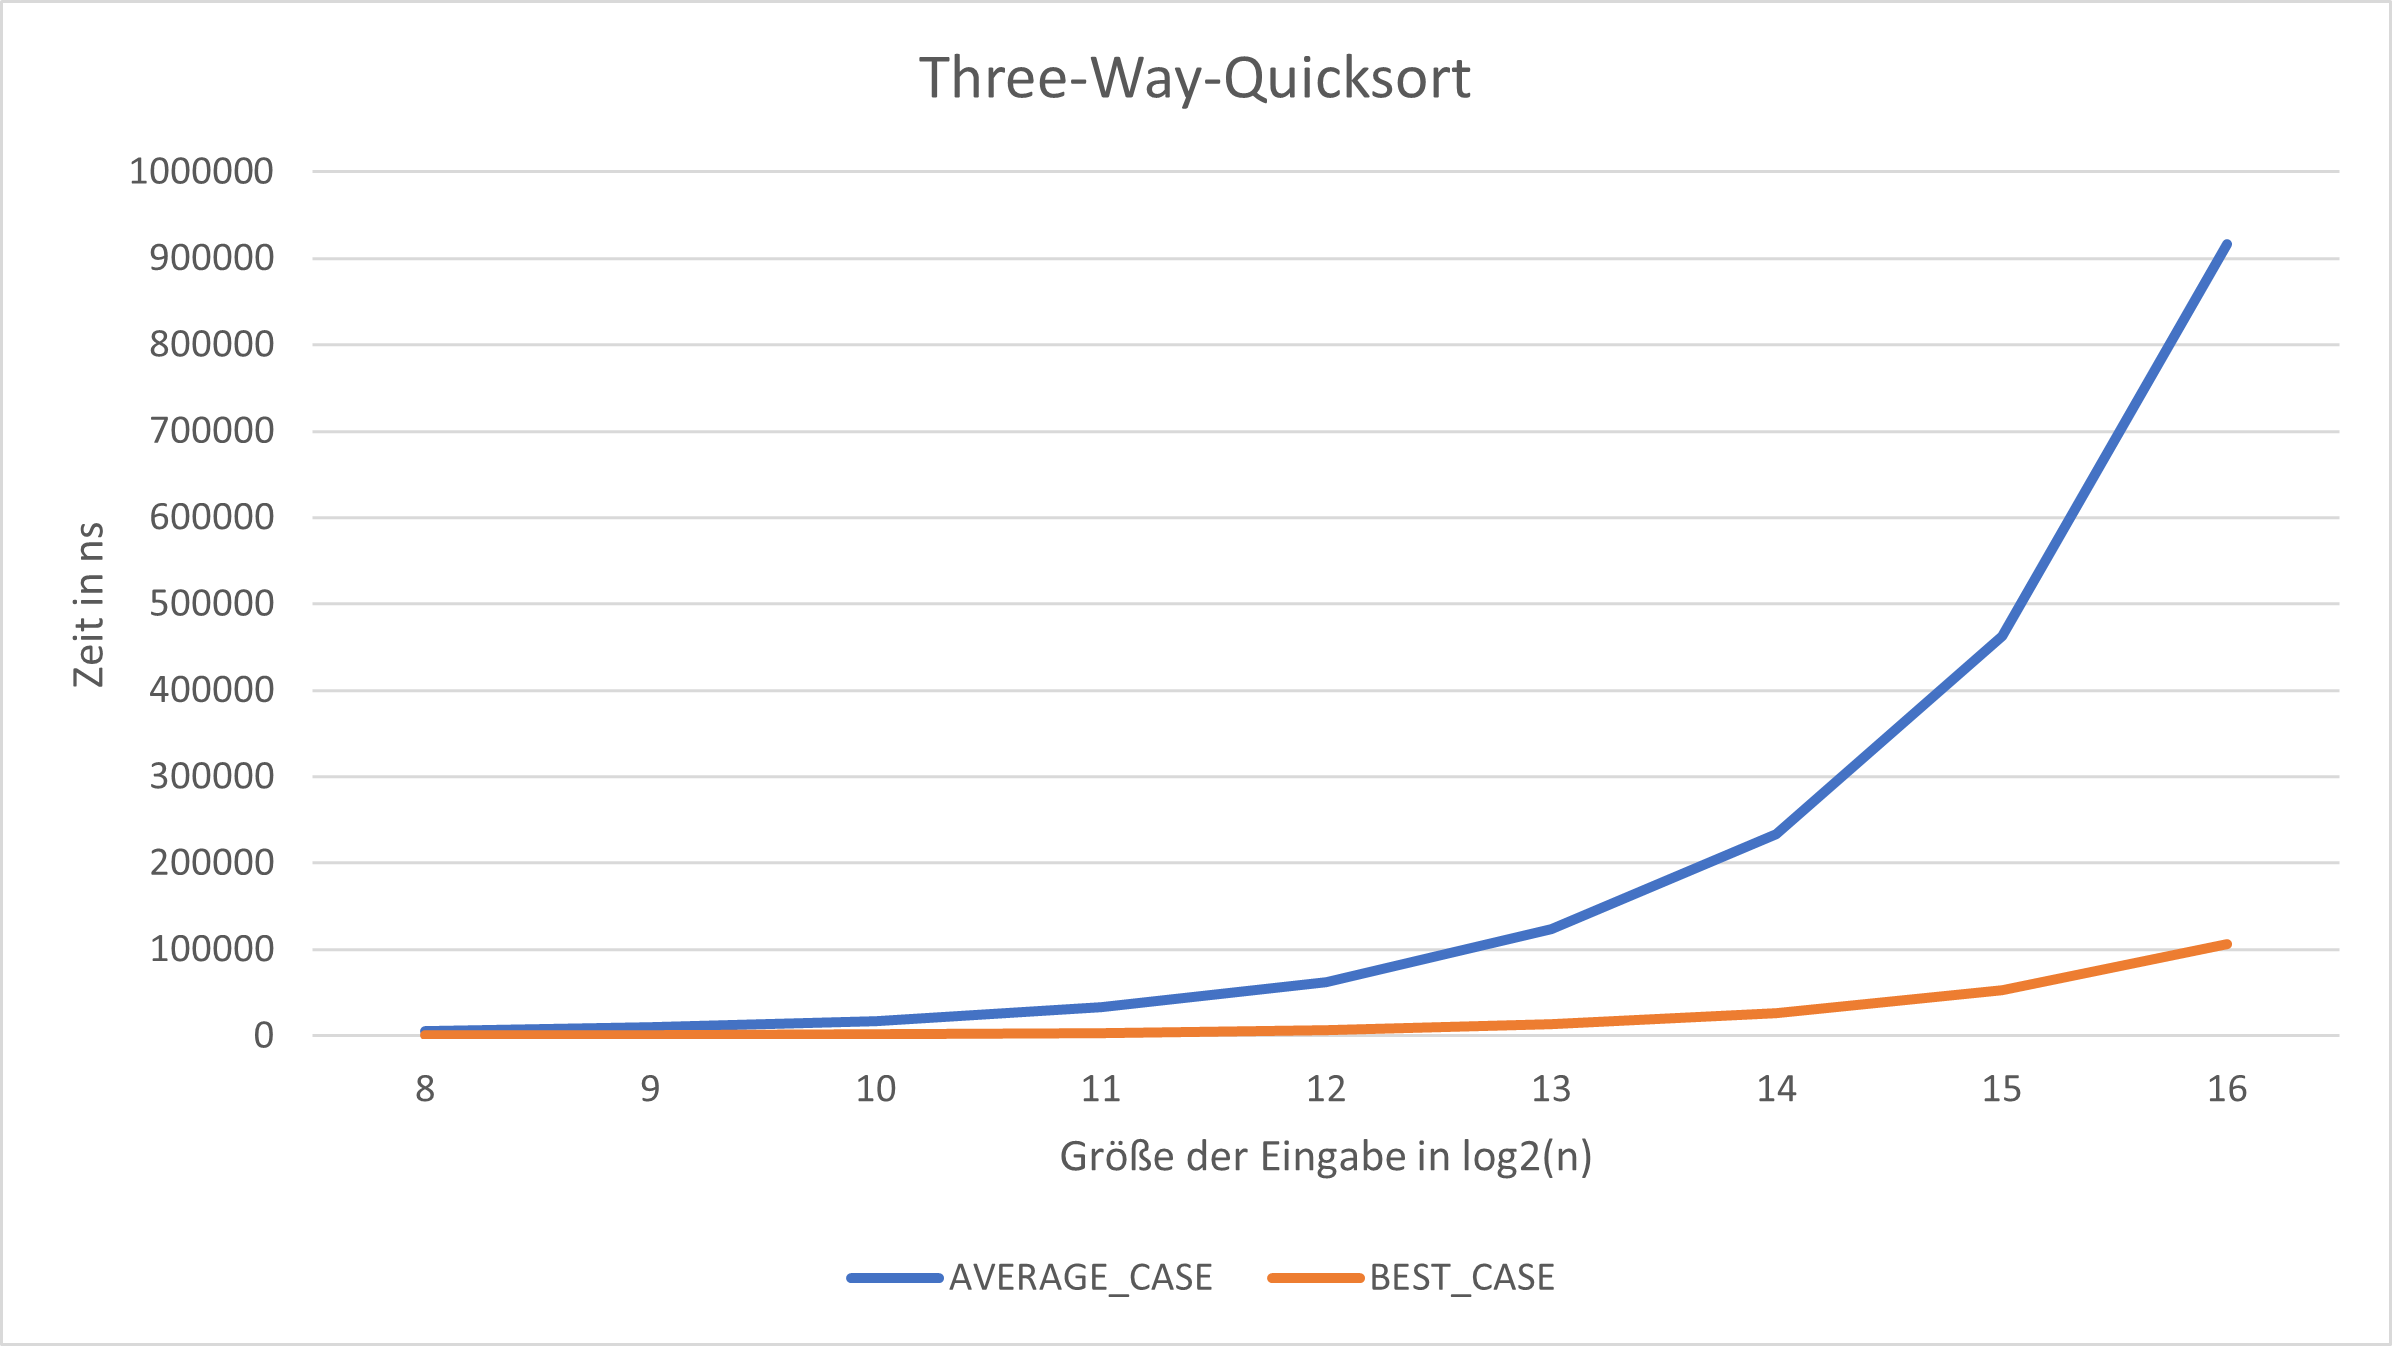 Three-Way-Quicksort
1000000
900000
800000
700000
600000
500000
400000
300000
200000
100000
0
Zeit in ns
8 9 10 11 12 13 14 15 16
Größe der Eingabe in log2(n)
AVERAGE_CASE BEST_CASE